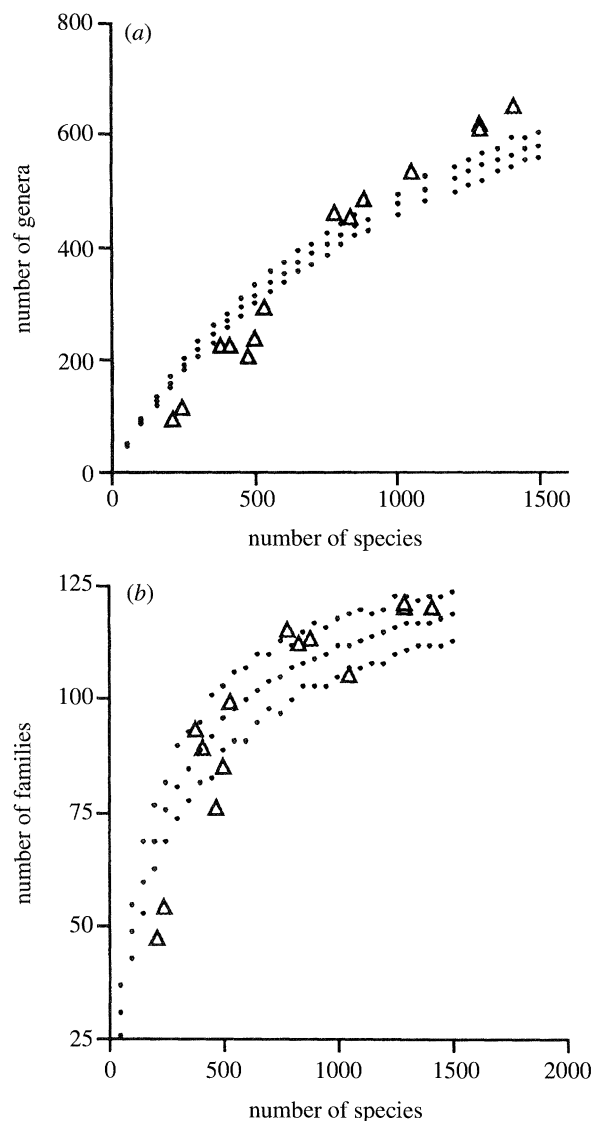 (a)
800
600
400
200
0
number of genera
0 500 1000 1500
number of species
(b)
125
100
75
50
25
number of families
0 500 1000 1500 2000
number of species